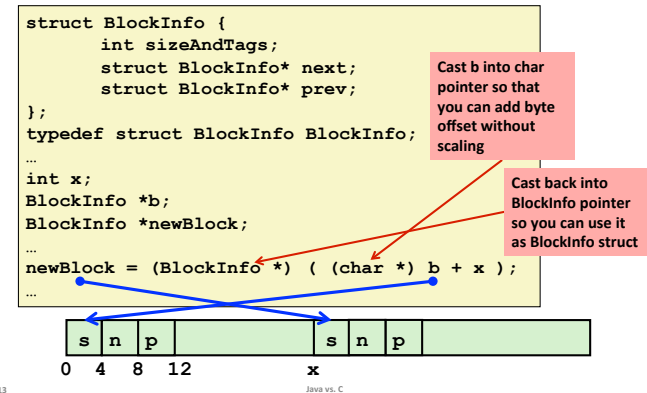 struct BlockInfo {
int sizeAndTags;
struct BlockInfo* next;
struct BlockInfo* prev;
};
typedef struct BlockInfo BlockInfo;
…
int x;
BlockInfo *b;
BlockInfo *newBlock;
…
newBlock = (BlockInfo *) ( (char *) b + x );
…
Cast b into char
pointer so that
you can add byte
offset without
scaling
Cast back into
BlockInfo pointer
so you can use it
as BlockInfo struct
s n p s n p
0 4 8 12 x
13 Java vs. C